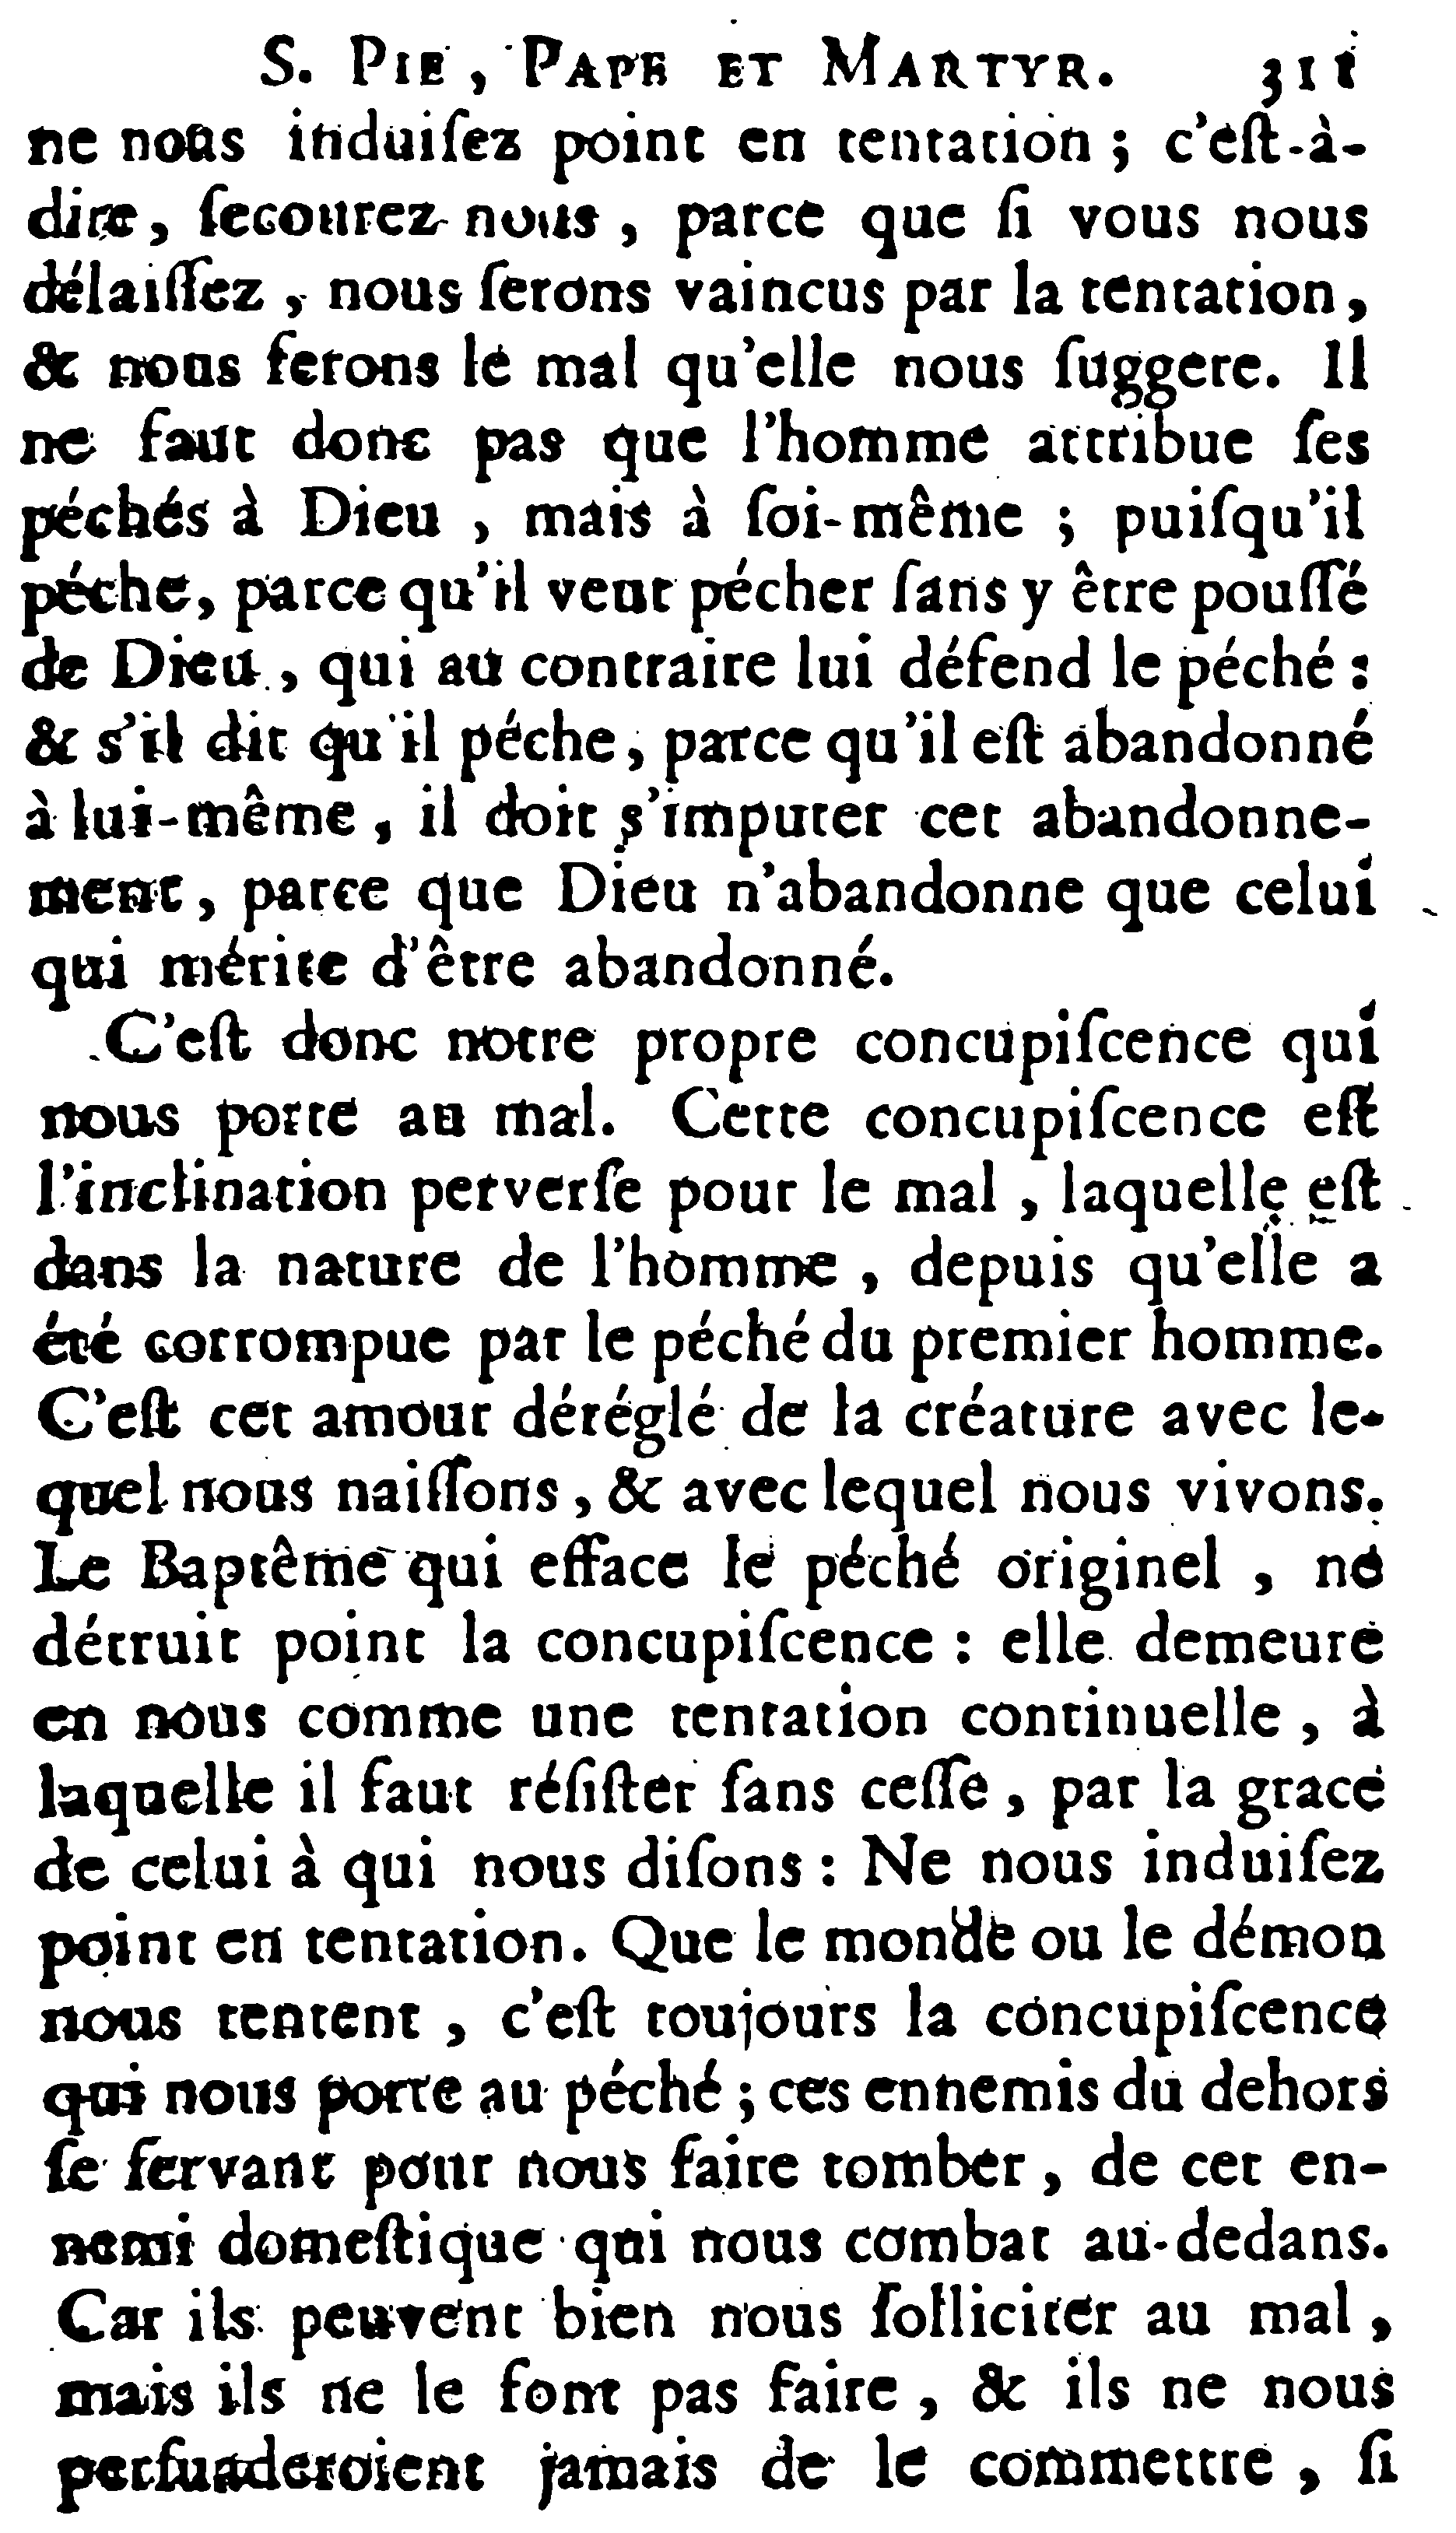 S. PIE, PAPE ET MARTYR. 311
ne nous induiſez point en tentation ; c'eſt-à-
dire, ſecourez-nous, parce que ſi vous nous
délaiſſez, nous ſerons vaincus par la tentation,
& nous ferons le mal qu'elle nous ſuggere. Il
ne faut donc pas que l'homme attribue ſes
péchés à Dieu, mais à ſoi-même ; puiſqu'il
péche, parce qu'il veut pécher ſans y être pouſſé
de Dieu, qui au contraire lui défend le péché :
& s'il dit qu'il péche, parce qu'il eſt abandonné
à lui-même, il doit s'imputer cet abandonne-
ment, parce que Dieu n'abandonne que celui
qui mérite d'être abandonné.
C'eſt donc notre propre concupiſcence qui
nous porte au mal. Cette concupiſcence eſt
l'inclination perverſe pour le mal, laquelle eſt
dans la nature de l'homme, depuis qu'elle a
été corrompue par le péché du premier homme.
C'eſt cet amour déréglé de la créature avec le-
quel nous naiſſons, & avec lequel nous vivons.
Le Baptême qui efface le péché originel, ne
détruit point la concupiſcence : elle demeure
en nous comme une tentation continuelle, à
laquelle il faut réſiſter ſans ceſſe, par la grace
de celui à qui nous diſons : Ne nous induiſez
point en tentation. Que le monde ou le démon
nous tentent, c'eſt toujours la concupiſcence
qui nous porte au péché ; ces ennemis du dehors
ſe ſervant pour nous faire tomber, de cet en-
nemi domeſtique qui nous combat au-dedans.
Car ils peuvent bien nous ſolliciter au mal,
mais ils ne le font pas faire, & ils ne nous
perſuaderoient jamais de le commettre, ſi